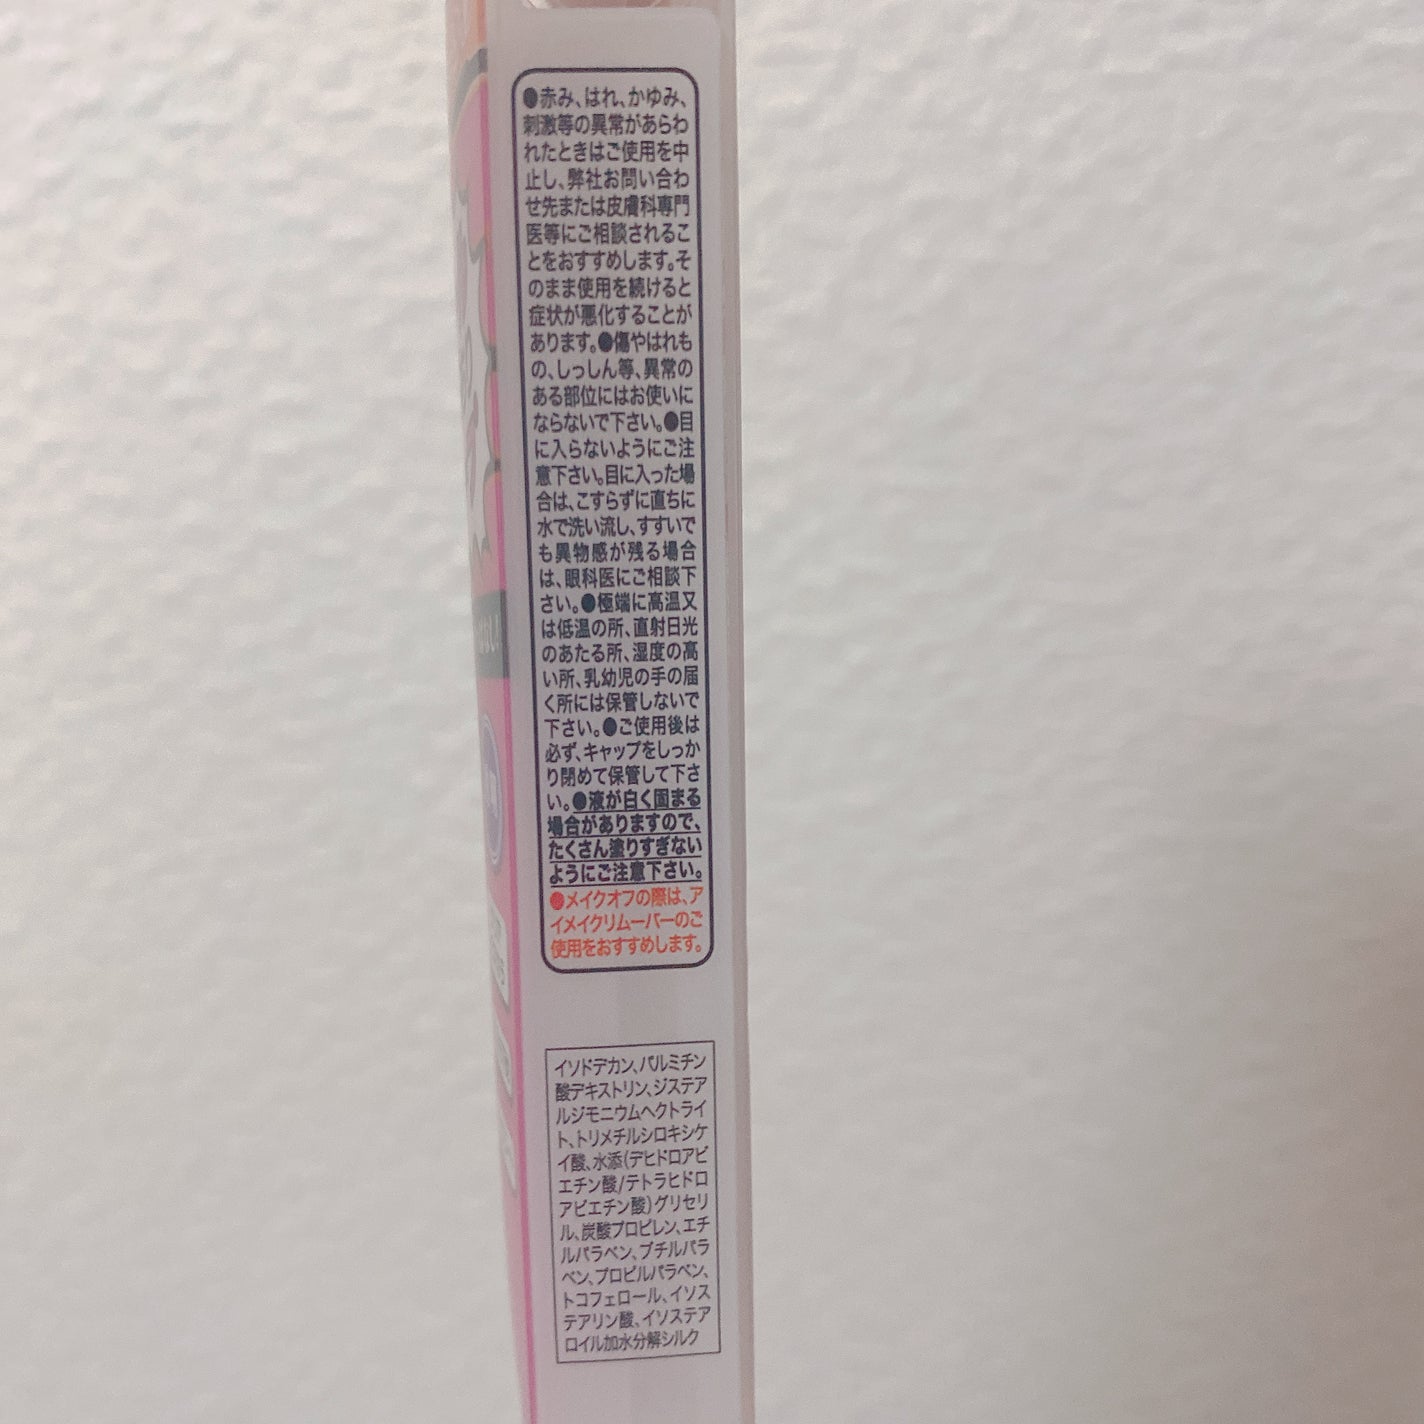 ●赤み、はれ、かゆみ、
刺激等の異常があらわ
れたときはご使用を中
止し、弊社お問い合わ
せ先または皮膚科専門
医等にご相談されるこ
とをおすすめします。そ
のまま使用を続けると
症状が悪化することが
あります。●傷やはれも
の、しっしん等、異常の
ある部位にはお使いに
ならないで下さい。●目
に入らないようにご注
意下さい。目に入った場
合は、こすらずに直ちに
水で洗い流し、すすいで
も異物感が残る場合
は、眼科医にご相談下
さい。●極端に高温又
は低温の所、直射日光
のあたる所、湿度の高
い所、乳幼児の手の届
く所には保管しないで
下さい。●ご使用後は
必ず、キャップをしっか
り閉めて保管して下さ
い。●液が白く固まる
場合がありますので、
たくさん塗りすぎない
ようにご注意下さい。
●メイクオフの際は、ア
イメイクリムーバーのご
使用をおすすめします。
イソドデカン、パルミチン
酸デキストリン、ジステア
ルジモニウムヘクトライ
ト、トリメチルシロキシケ
イ酸、水添(デヒドロアビ
エチン酸/テトラヒドロ
アビエチン酸)グリセリ
ル、炭酸プロピレン、エチ
ルパラベン、ブチルパラ
ベン、プロピルパラベン、
トコフェロール、イソス
テアリン酸、イソステア
ロイル加水分解シルク